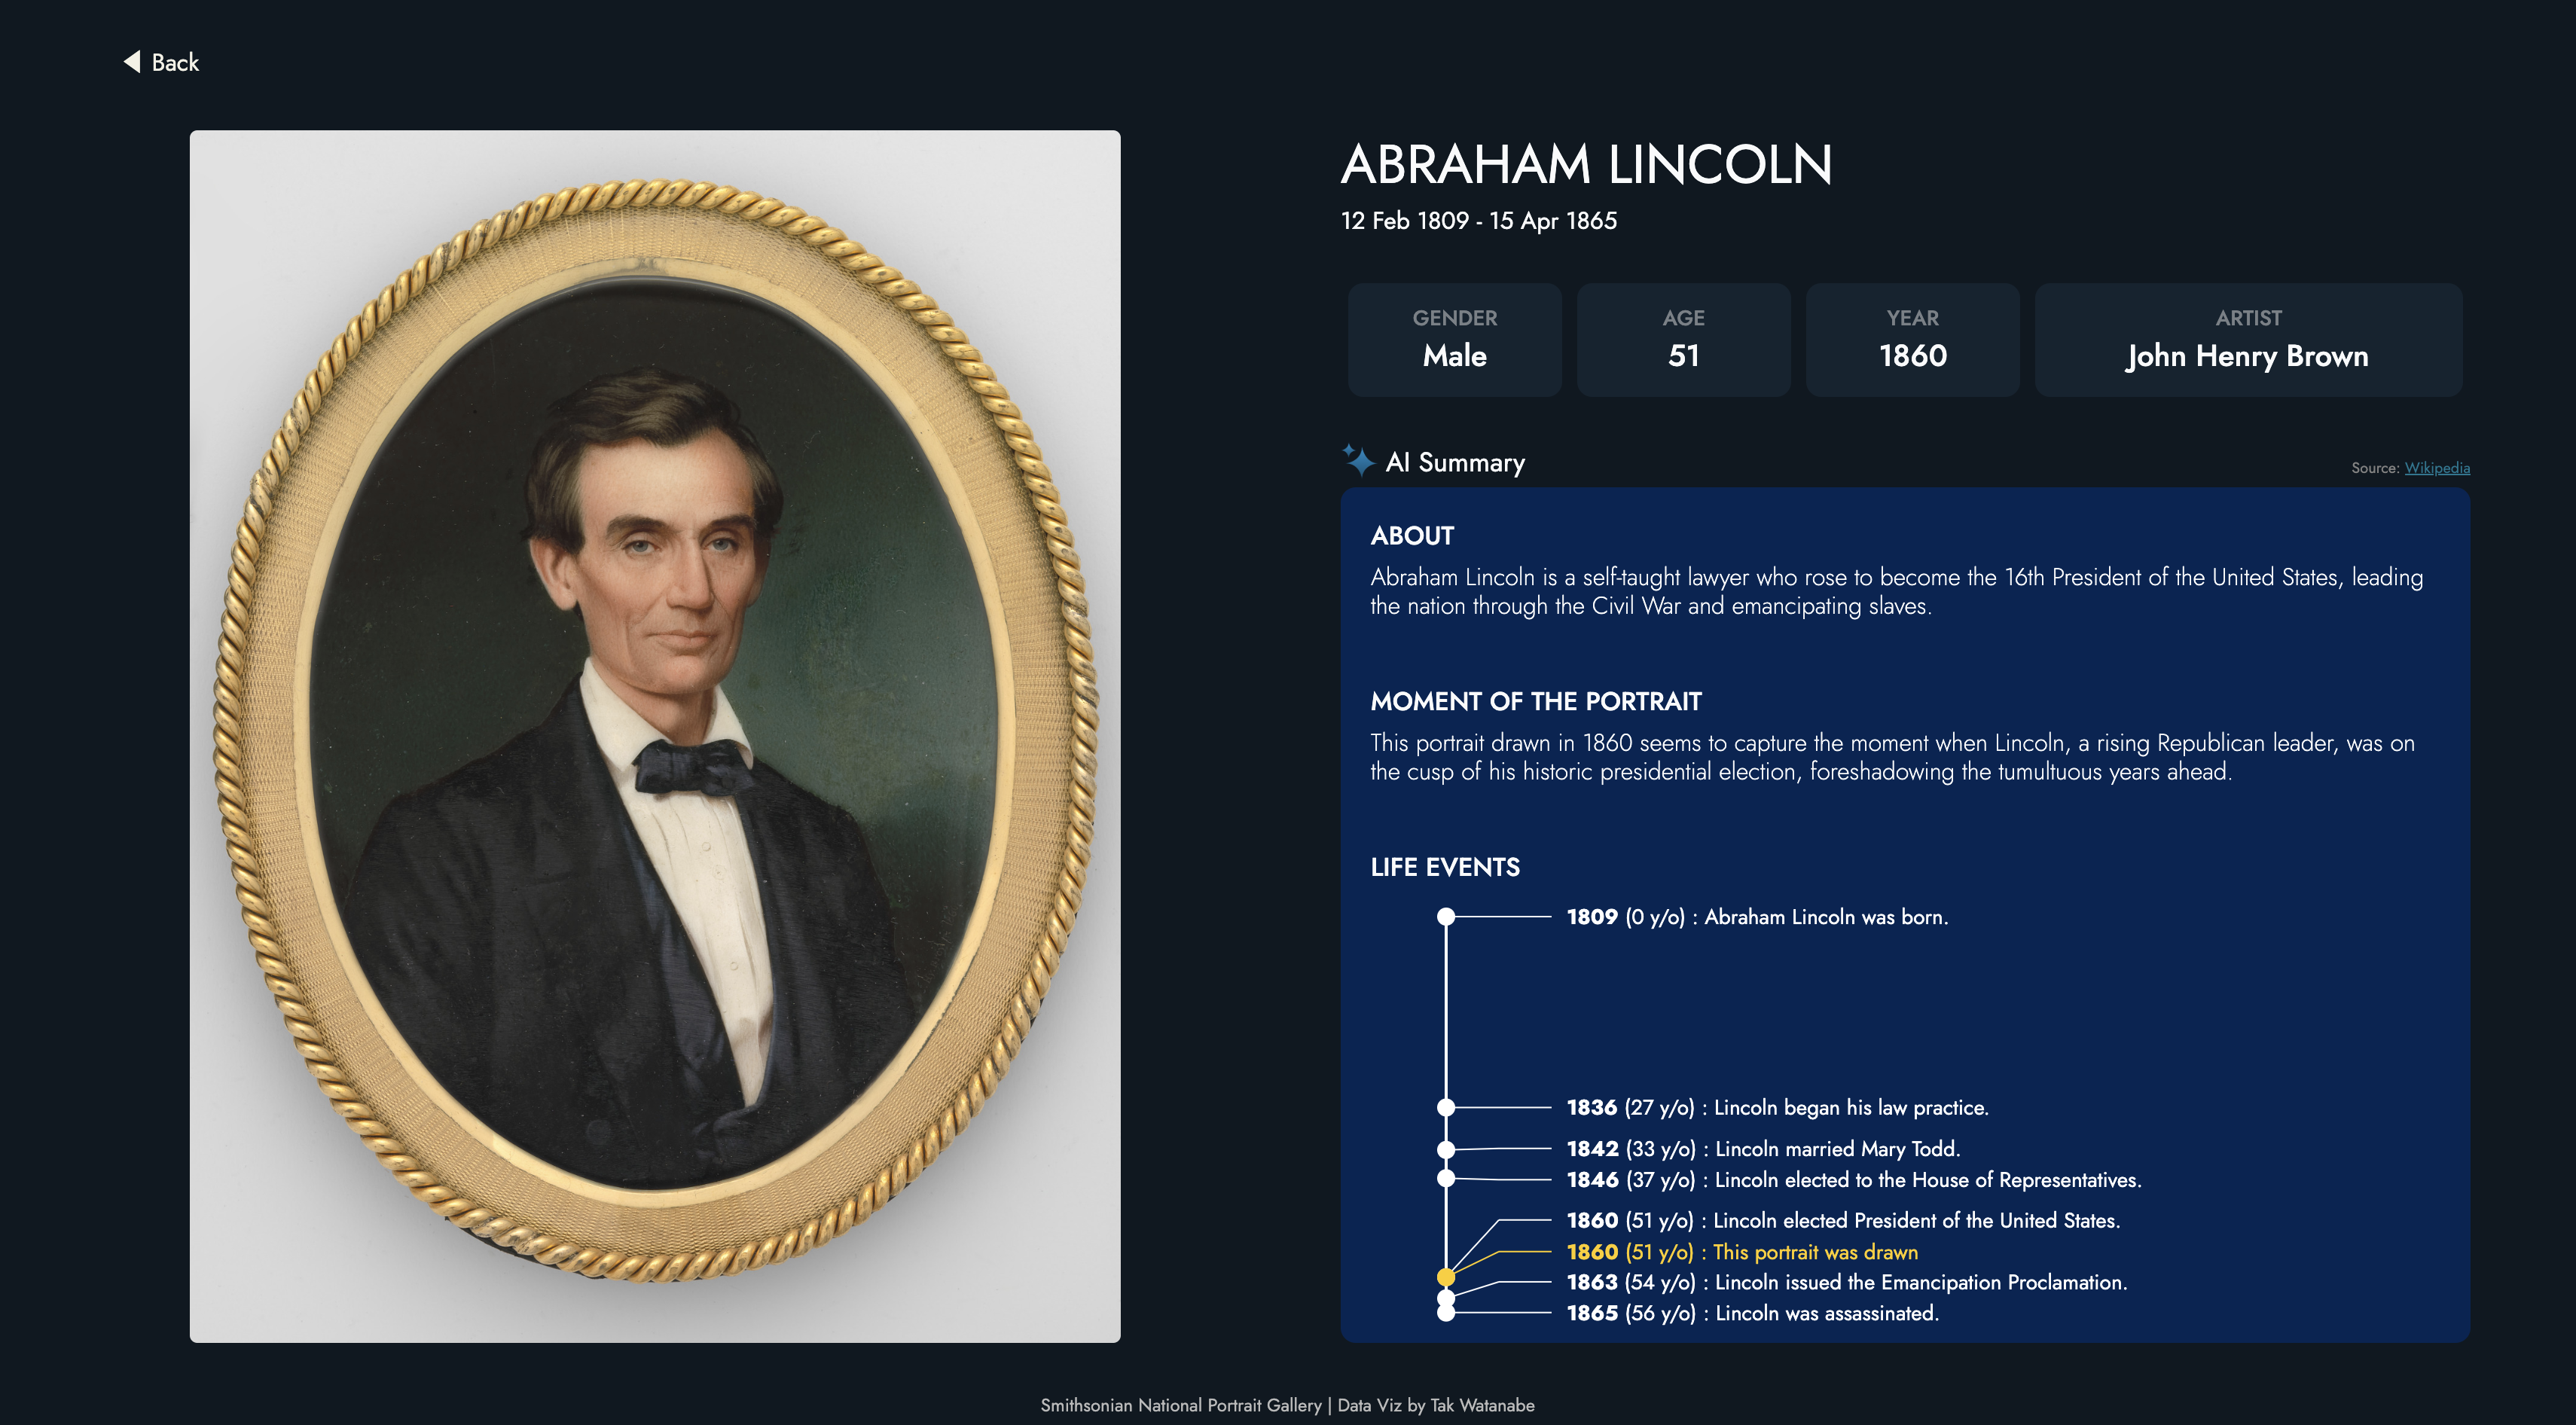 Back
ABRAHAM LINCOLN
12 Feb 1809 - 15 Apr 1865
GENDER
Male
AGE
51
YEAR
1860
ARTIST
John Henry Brown
AI Summary
Source: Wikipedia
ABOUT
Abraham Lincoln is a self-taught lawyer who rose to become the 16th President of the United States, leading
the nation through the Civil War and emancipating slaves.
MOMENT OF THE PORTRAIT
This portrait drawn in 1860 seems to capture the moment when Lincoln, a rising Republican leader, was on
the cusp of his historic presidential election, foreshadowing the tumultuous years ahead.
LIFE EVENTS
1809 (0 y/o) : Abraham Lincoln was born.
1836 (27 y/o) : Lincoln began his law practice.
1842 (33 y/o) : Lincoln married Mary Todd.
1846 (37 y/o) : Lincoln elected to the House of Representatives.
1860 (51 y/o) : Lincoln elected President of the United States.
1860 (51 y/o) : This portrait was drawn
1863 (54 y/o) : Lincoln issued the Emancipation Proclamation.
1865 (56 y/o) : Lincoln was assassinated.
Smithsonian National Portrait Gallery | Data Viz by Tak Watanabe